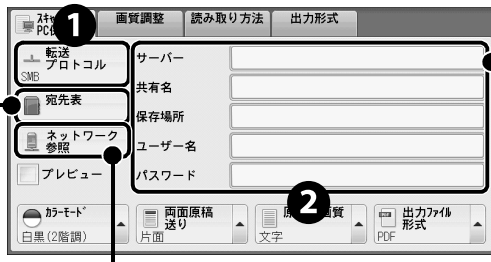 ｽｷｬﾅ
PC保
1
画質調整
読み取り方法
出力形式
転送
プロトコル
SMB
宛先表
ネットワーク
参照
プレビュー
サーバー
共有名
保存場所
ユーザー名
パスワード
2
ｶﾗｰﾓｰﾄﾞ
白黒(2階調)
両面原稿
送り
片面
画質
文字
出力ﾌｧｲﾙ
形式
PDF